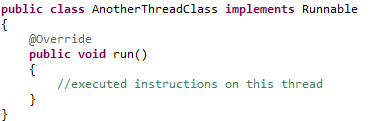 public class AnotherThreadClass implements Runnable
{
    @Override
    public void run()
    {
        //executed instructions on this thread
    }
}